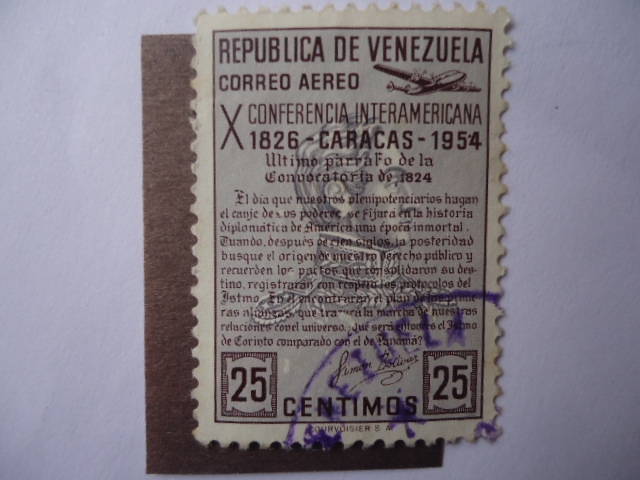 REPUBLICA DE VENEZUELA
CORREO AEREO
X CONFERENCIA INTERAMERICANA
1826-CARACAS-1954
Ultimo parrafo de la
Convocatoria de 1824
El día que nuestros plenipotenciarios hagan
el canje de sus poderes, se fijará en la historia
diplomática de América una época inmortal.
Cuando, después de cien siglos, la posteridad
busque el origen de nuestro derecho público y
recuerden los pactos que consolidaron su des-
tino, registrarán con respeto los protocolos del
Istmo. En él encontrarán el plan de las prime-
ras alianzas, que trazará la marcha de nuestras
relaciones con el universo. ¿Qué será entonces el Istmo
de Corinto comparado con el de Panamá?
Simón Bolívar
25 CENTIMOS 25
COURVOISIER S.A.